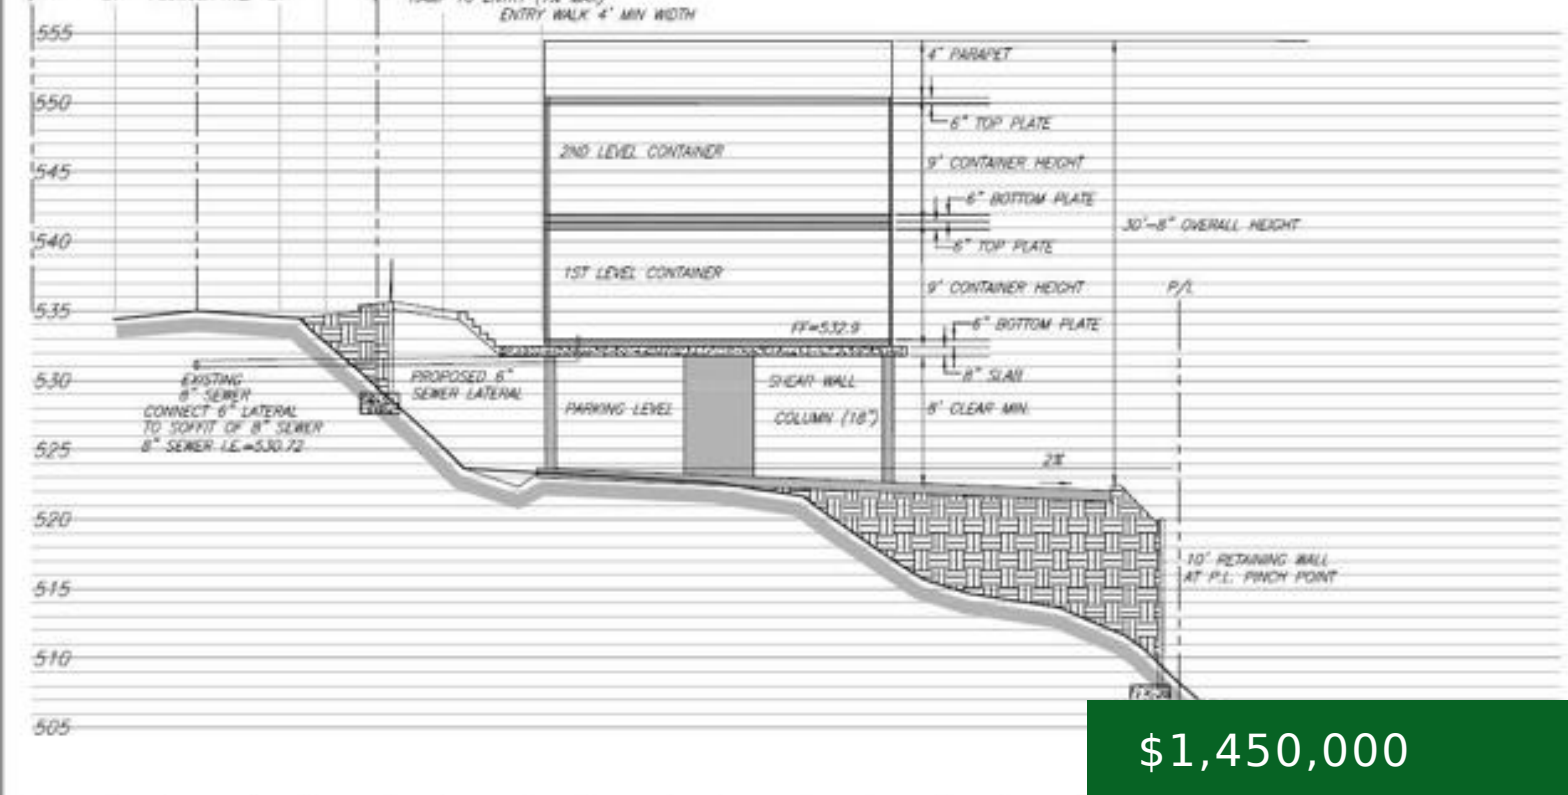 ENTRY WALK 4' MIN WIDTH
555
4' PARAPET
550
6" TOP PLATE
2ND LEVEL CONTAINER
9' CONTAINER HEIGHT
545
6" BOTTOM PLATE
30'-8" OVERALL HEIGHT
540
6" TOP PLATE
1ST LEVEL CONTAINER
9' CONTAINER HEIGHT
P/L
535
FF=532.9
6" BOTTOM PLATE
530
EXISTING
8" SEWER
CONNECT 6" LATERAL
TO SOFFIT OF 8" SEWER
8" SEWER I.E.=530.72
PROPOSED 6"
SEWER LATERAL
SHEAR WALL
8" SLAB
PARKING LEVEL
COLUMN (18")
8' CLEAR MIN.
525
2%
520
10' RETAINING WALL
AT P.L. PINCH POINT
515
510
505
$1,450,000